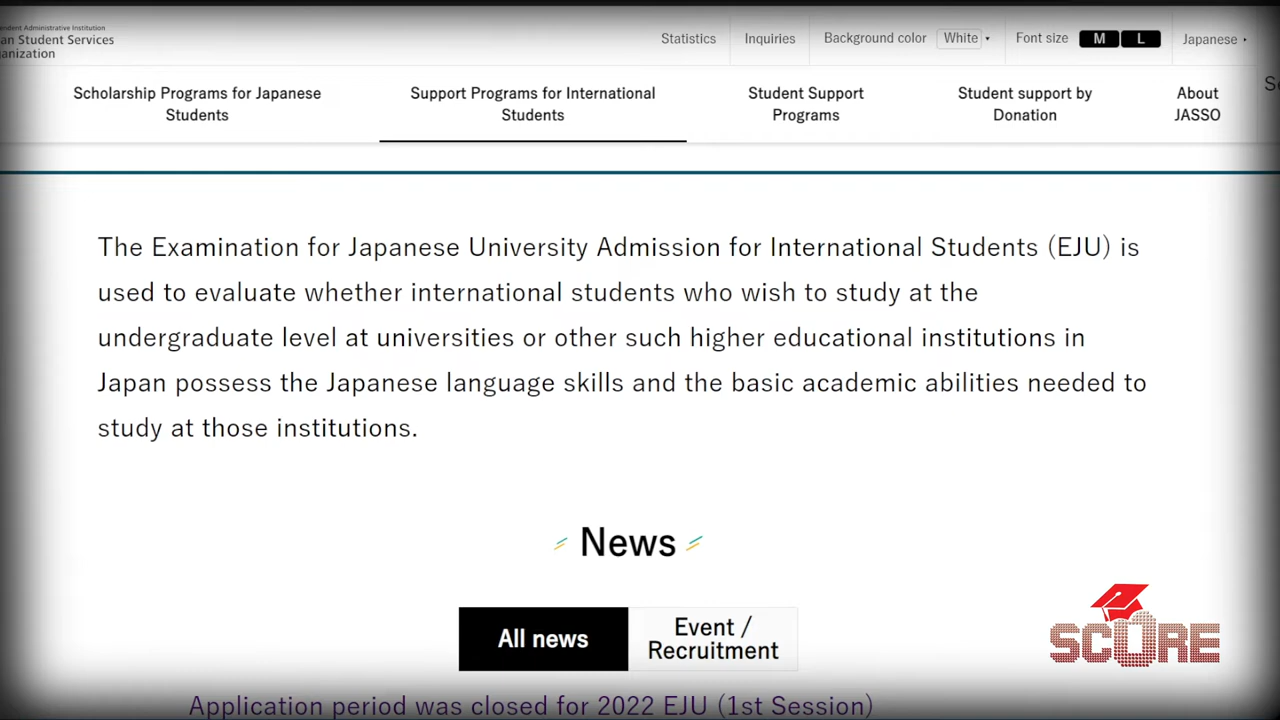 Independent Administrative Institution
Japan Student Services
Organization
Statistics
Inquiries
Background color
White
Font size
M
L
Japanese
Scholarship Programs for Japanese
Students
Support Programs for International
Students
Student Support
Programs
Student support by
Donation
About
JASSO
The Examination for Japanese University Admission for International Students (EJU) is
used to evaluate whether international students who wish to study at the
undergraduate level at universities or other such higher educational institutions in
Japan possess the Japanese language skills and the basic academic abilities needed to
study at those institutions.
News
All news
Event /
Recruitment
SCORE
Application period was closed for 2022 EJU (1st Session)